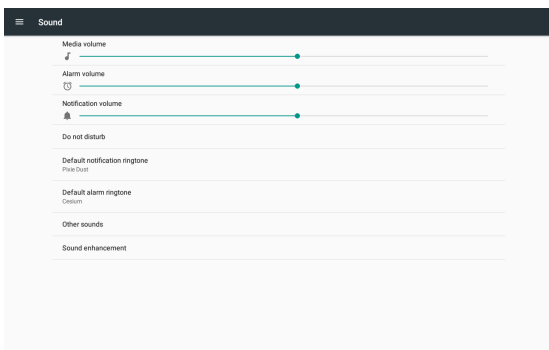 Sound
Media volume
Alarm volume
Notification volume
Do not disturb
Default notification ringtone
Pixie Dust
Default alarm ringtone
Cesium
Other sounds
Sound enhancement